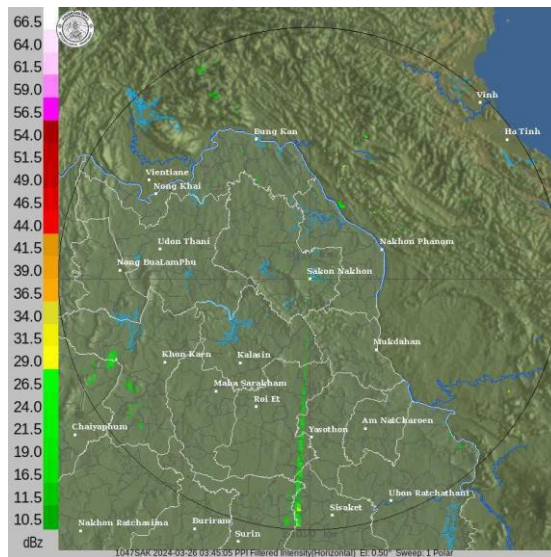 66.5
64.0
61.5
59.0
56.5
54.0
51.5
49.0
46.5
44.0
41.5
39.0
36.5
34.0
31.5
29.0
26.5
24.0
21.5
19.0
16.5
14.0
11.5
10.5
dBz
Vinh
Ha Tinh
Bung Kan
Vientiane
Nong Khai
Udon Thani
Nakhon Phanom
Nong BuaLamPhu
Sakon Nakhon
Mukdahan
Khon Kaen
Kalasin
Maha Sarakham
Roi Et
Chaiyaphum
Yasothon
Am NatCharoen
Ubon Ratchathani
Sisaket
Nakhon Ratchasima
Buriram
Surin
1047SAK 2024-03-26 03:45:05 PPI Filtered Intensity(Horizontal) El: 0.50° Sweep: 1 Polar